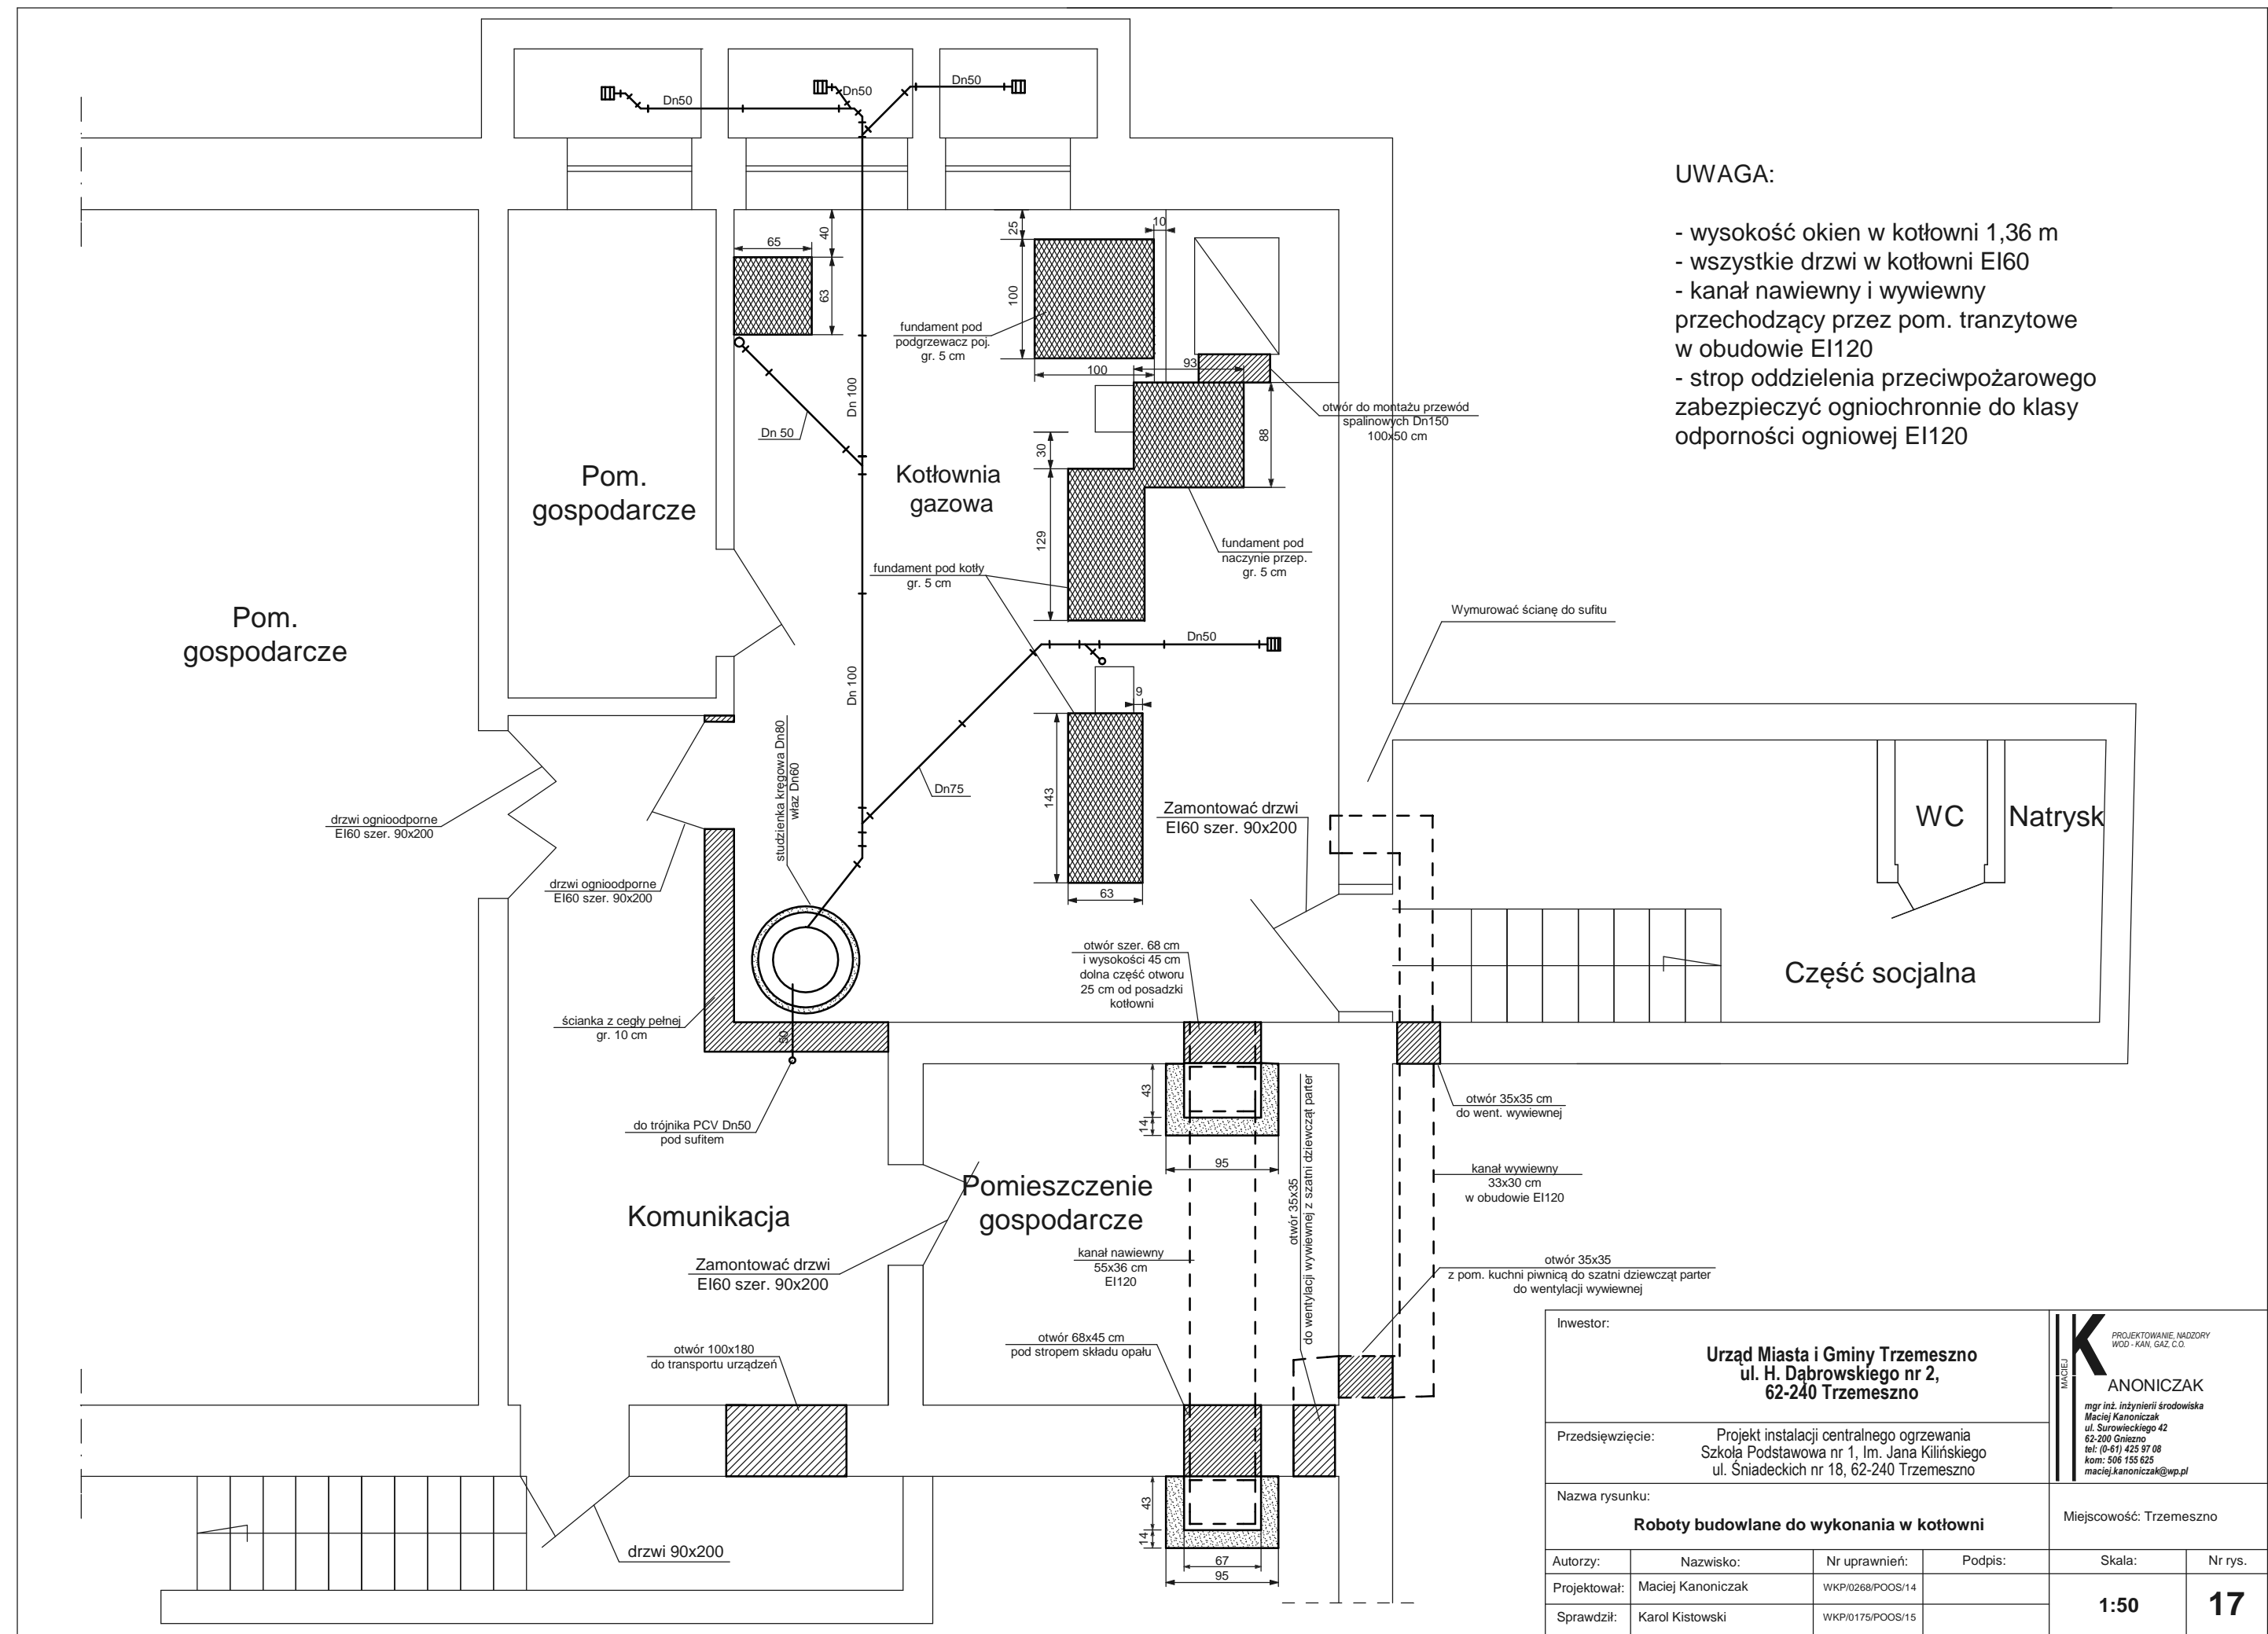 Dn50
Dn50
Dn50
UWAGA:
- wysokość okien w kotłowni 1,36 m
- wszystkie drzwi w kotłowni EI60
- kanał nawiewny i wywiewny
przechodzący przez pom. tranzytowe
w obudowie EI120
- strop oddzielenia przeciwpożarowego
zabezpieczyć ogniochronnie do klasy
odporności ogniowej EI120
65
40
63
25
10
100
100
fundament pod
podgrzewacz poj.
gr. 5 cm
93
88
otwór do montażu przewód
spalinowych Dn150
100x50 cm
Dn 100
Dn 50
30
129
Kotłownia
gazowa
Pom.
gospodarcze
fundament pod
naczynie przep.
gr. 5 cm
fundament pod kotły
gr. 5 cm
Pom.
gospodarcze
Wymurować ścianę do sufitu
Dn50
Dn 100
9
143
63
Dn75
studzienka kręgowa Dn80
właz Dn60
Zamontować drzwi
EI60 szer. 90x200
WC
Natrysk
drzwi ognioodporne
EI60 szer. 90x200
drzwi ognioodporne
EI60 szer. 90x200
otwór szer. 68 cm
i wysokości 45 cm
dolna część otworu
25 cm od posadzki
kotłowni
Część socjalna
ścianka z cegły pełnej
gr. 10 cm
50
do trójnika PCV Dn50
pod sufitem
43
14
95
otwór 35x35
do wentylacji wywiewnej z szatni dziewcząt parter
otwór 35x35 cm
do went. wywiewnej
kanał wywiewny
33x30 cm
w obudowie EI120
Komunikacja
Pomieszczenie
gospodarcze
Zamontować drzwi
EI60 szer. 90x200
kanał nawiewny
55x36 cm
EI120
otwór 35x35
z pom. kuchni piwnicą do szatni dziewcząt parter
do wentylacji wywiewnej
otwór 100x180
do transportu urządzeń
otwór 68x45 cm
pod stropem składu opału
43
14
67
95
drzwi 90x200
Inwestor:
Urząd Miasta i Gminy Trzemeszno
ul. H. Dąbrowskiego nr 2,
62-240 Trzemeszno
MACIEJ
K
PROJEKTOWANIE, NADZORY
WOD - KAN, GAZ, C.O.
ANONICZAK
mgr inż. inżynierii środowiska
Maciej Kanoniczak
ul. Surowieckiego 42
62-200 Gniezno
tel: (0-61) 425 97 08
kom: 506 155 625
maciej.kanoniczak@wp.pl
Przedsięwzięcie:
Projekt instalacji centralnego ogrzewania
Szkoła Podstawowa nr 1, Im. Jana Kilińskiego
ul. Śniadeckich nr 18, 62-240 Trzemeszno
Nazwa rysunku:
Roboty budowlane do wykonania w kotłowni
Miejscowość: Trzemeszno
Autorzy: Nazwisko: Nr uprawnień: Podpis: Skala: Nr rys.
Projektował: Maciej Kanoniczak WKP/0268/POOS/14
Sprawdził: Karol Kistowski WKP/0175/POOS/15
1:50
17